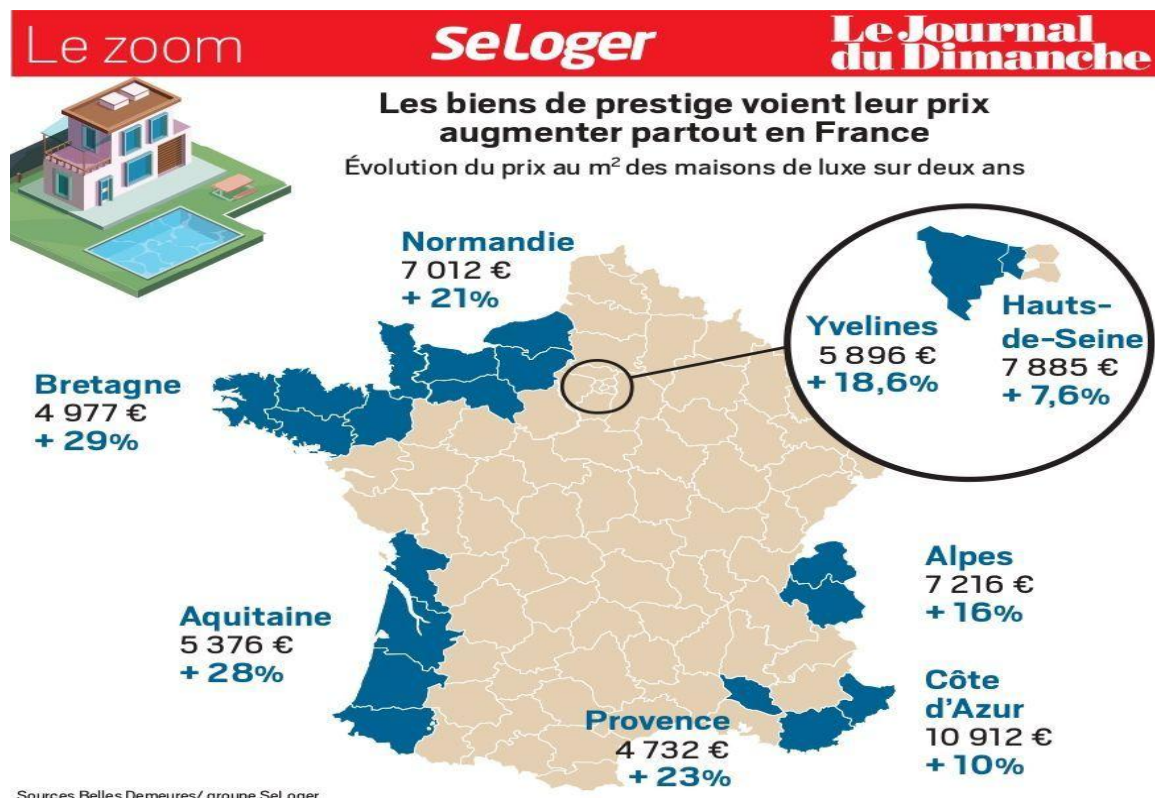 Le zoom
SeLoger
Le Journal
du Dimanche
Les biens de prestige voient leur prix
augmenter partout en France
Évolution du prix au m² des maisons de luxe sur deux ans
Normandie
7 012 €
+ 21%
Yvelines
5 896 €
+ 18,6%
Hauts-
de-Seine
7 885 €
+ 7,6%
Bretagne
4 977 €
+ 29%
Alpes
7 216 €
+ 16%
Aquitaine
5 376 €
+ 28%
Provence
4 732 €
+ 23%
Côte
d'Azur
10 912 €
+ 10%
Sources Belles Demeures/ groupe SeLoger